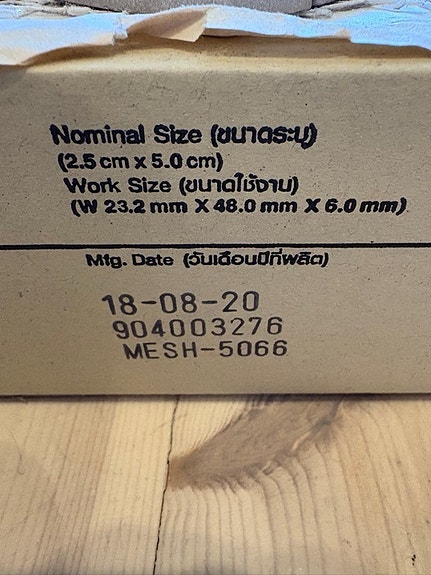 Nominal Size (ขนาดระบุ)
(2.5 cm x 5.0 cm)
Work Size (ขนาดใช้งาน)
(W 23.2 mm X 48.0 mm X 6.0 mm)
Mfg. Date (วันเดือนปีที่ผลิต)
18-08-20
904003276
MESH-5066